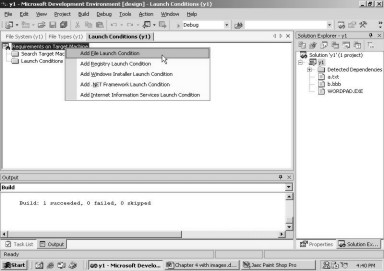 y1 - Microsoft Development Environment [design] - Launch Conditions (y1)
File Edit View Project Build Debug Tools Action Window Help
Debug
File System (y1) File Types (y1) Launch Conditions (y1)
Solution Explorer - y1
Requirements on Target Machine
Search Target Mac
Launch Conditions
Add File Launch Condition
Add Registry Launch Condition
Add Windows Installer Launch Condition
Add .NET Framework Launch Condition
Add Internet Information Services Launch Condition
Solution 'y1' (1 project)
y1
Detected Dependencies
a.txt
b.bbb
WORDPAD.EXE
Output
Build
Build: 1 succeeded, 0 failed, 0 skipped
Task List Output
Properties Solution Ex...
Ready
Start
y1 - Microsoft Develo...
Chapter 4 with images.d...
Jasc Paint Shop Pro
4:40 PM